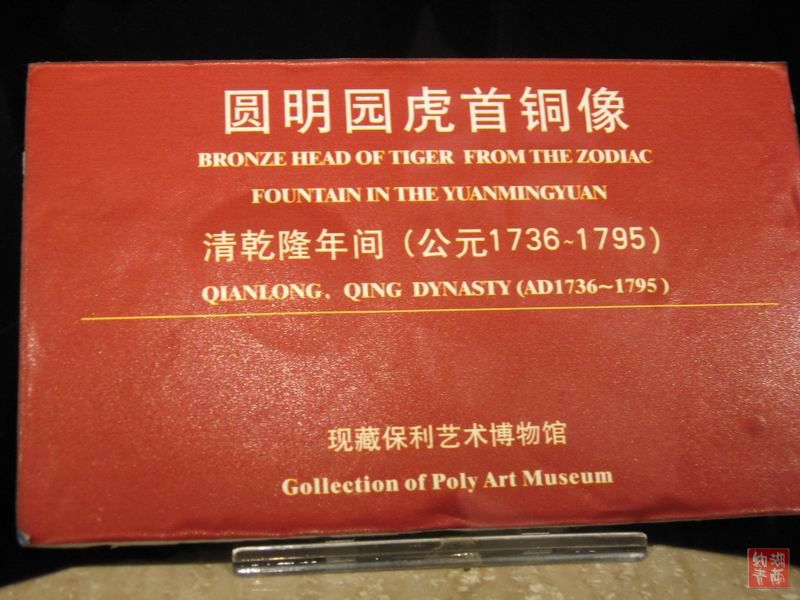 圆明园虎首铜像
BRONZE HEAD OF TIGER FROM THE ZODIAC
FOUNTAIN IN THE YUANMINGYUAN
清乾隆年间（公元1736~1795）
QIANLONG, QING DYNASTY (AD1736~1795)
现藏保利艺术博物馆
Gollection of Poly Art Museum